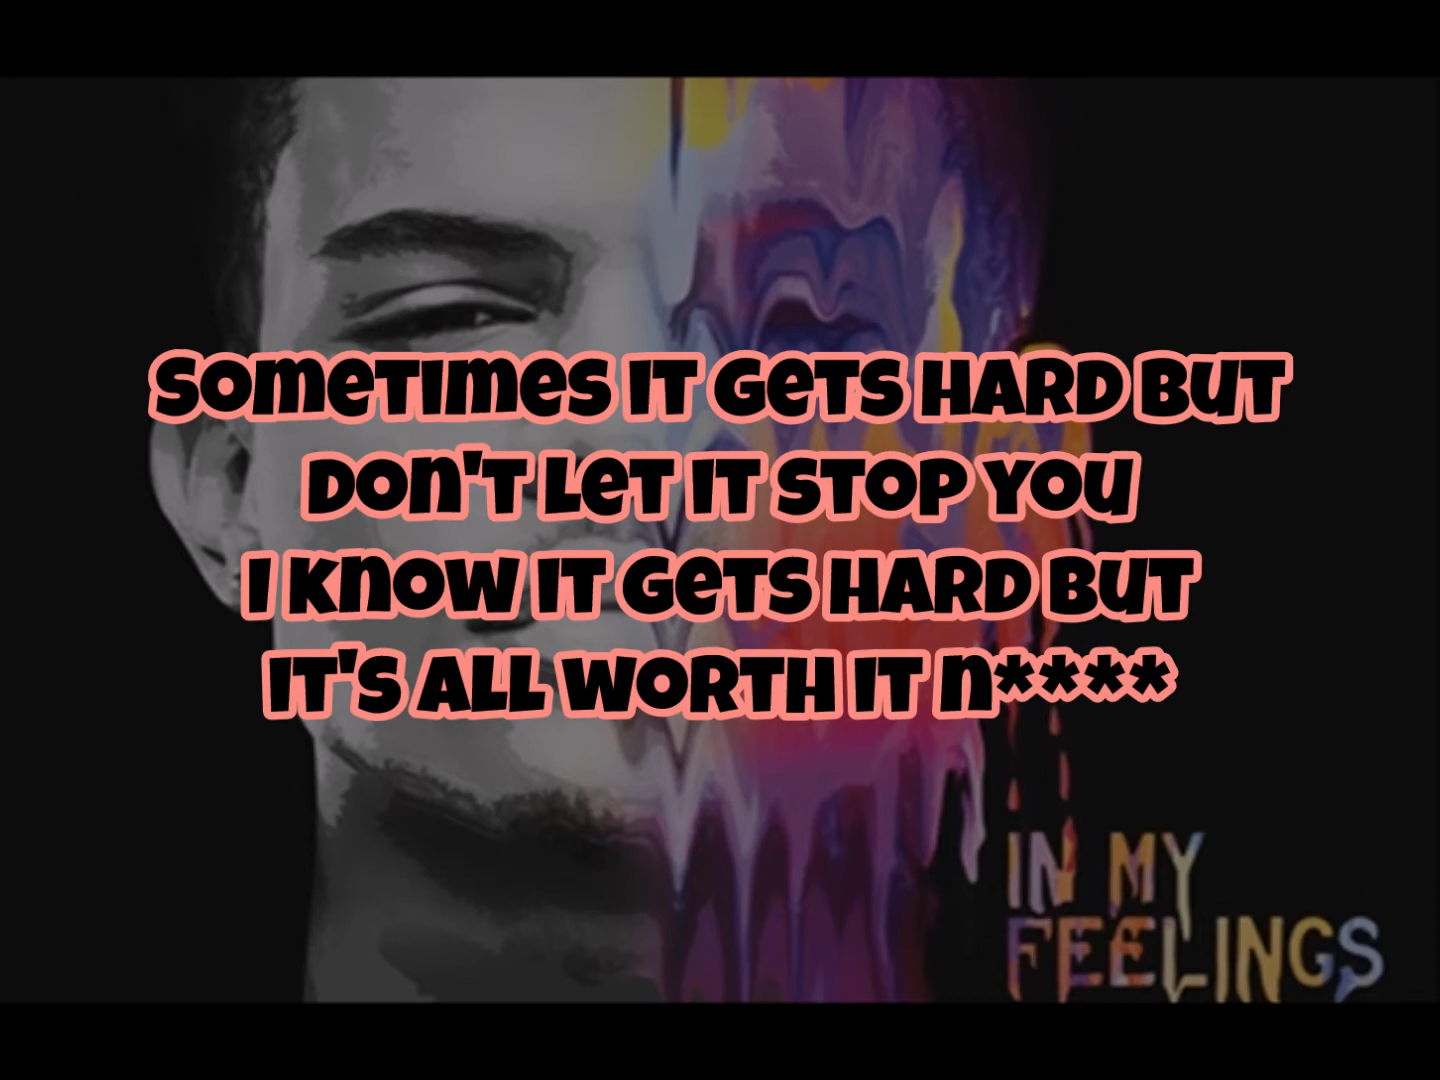 Sometimes it gets hard but
don't let it stop you
I know it gets hard but
it's all worth it n****
IN MY
FEELINGS